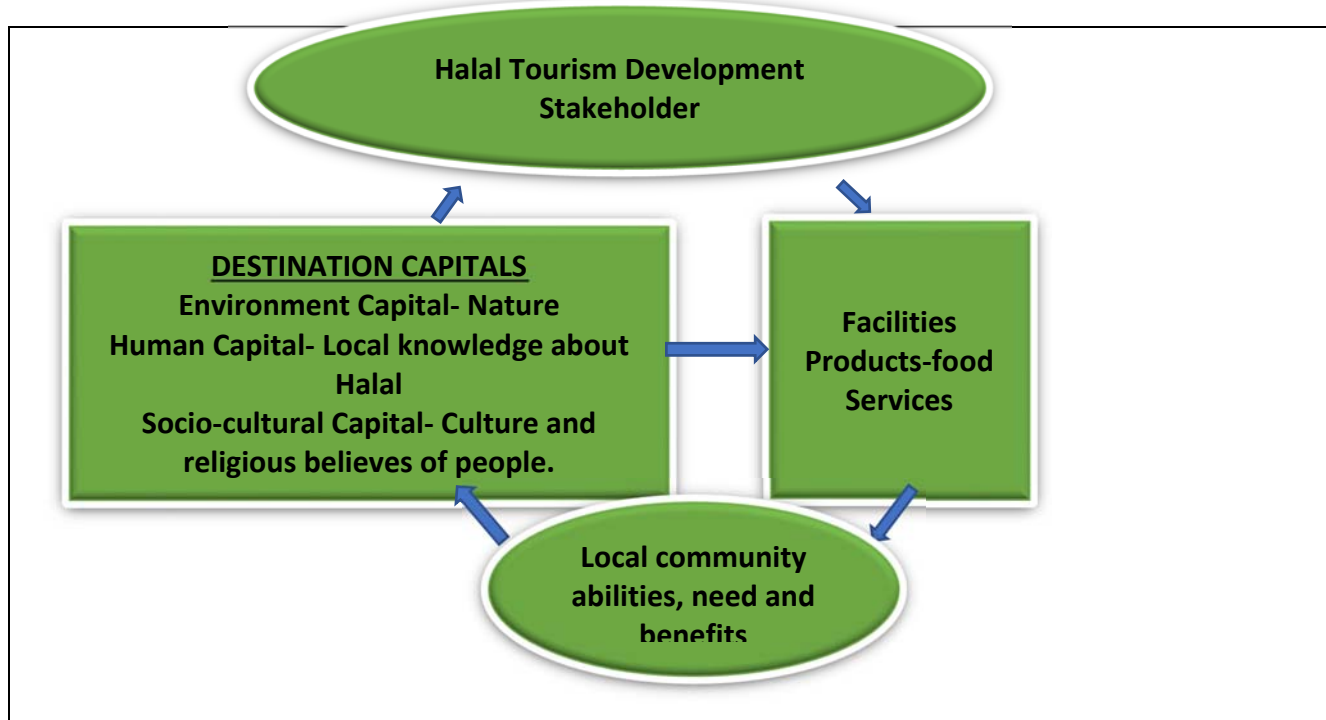 Halal Tourism Development
Stakeholder
DESTINATION CAPITALS
Environment Capital- Nature
Human Capital- Local knowledge about
Halal
Socio-cultural Capital- Culture and
religious believes of people.
Facilities
Products-food
Services
Local community
abilities, need and
benefits